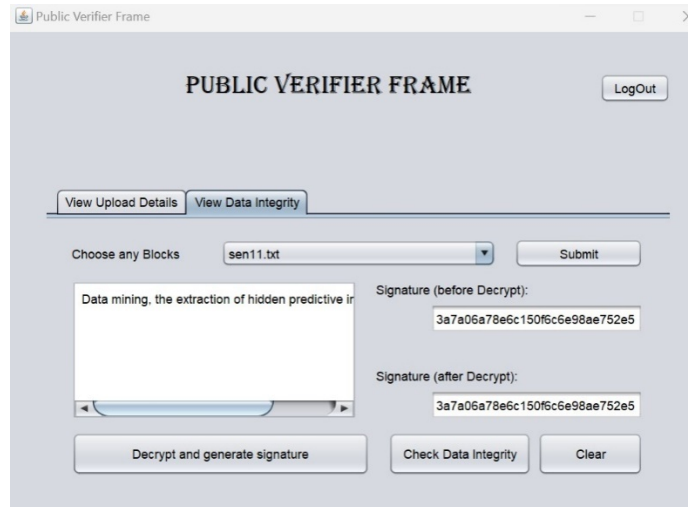 Public Verifier Frame
PUBLIC VERIFIER FRAME
LogOut
View Upload Details
View Data Integrity
Choose any Blocks
sen11.txt
Submit
Data mining, the extraction of hidden predictive ir
Signature (before Decrypt):
3a7a06a78e6c150f6c6e98ae752e5
Signature (after Decrypt):
3a7a06a78e6c150f6c6e98ae752e5
Decrypt and generate signature
Check Data Integrity
Clear